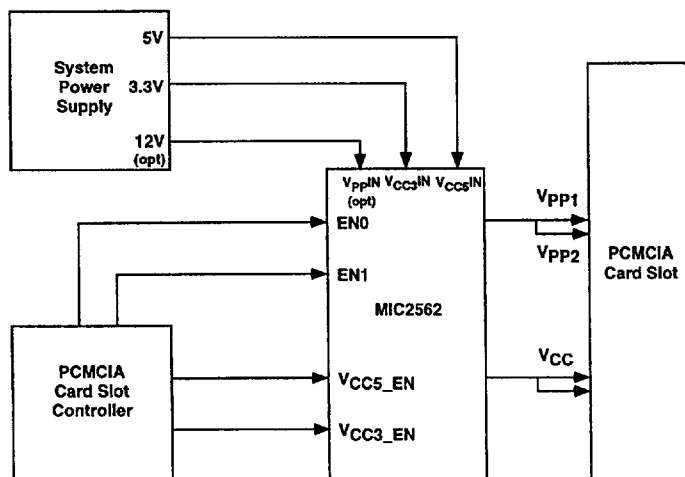 System
Power
Supply
5V
3.3V
12V
(opt)
VPPIN VCC3IN VCC5IN
(opt)
EN0
EN1
MIC2562
VCC5_EN
VCC3_EN
PCMCIA
Card Slot
Controller
VPP1
VPP2
VCC
PCMCIA
Card Slot